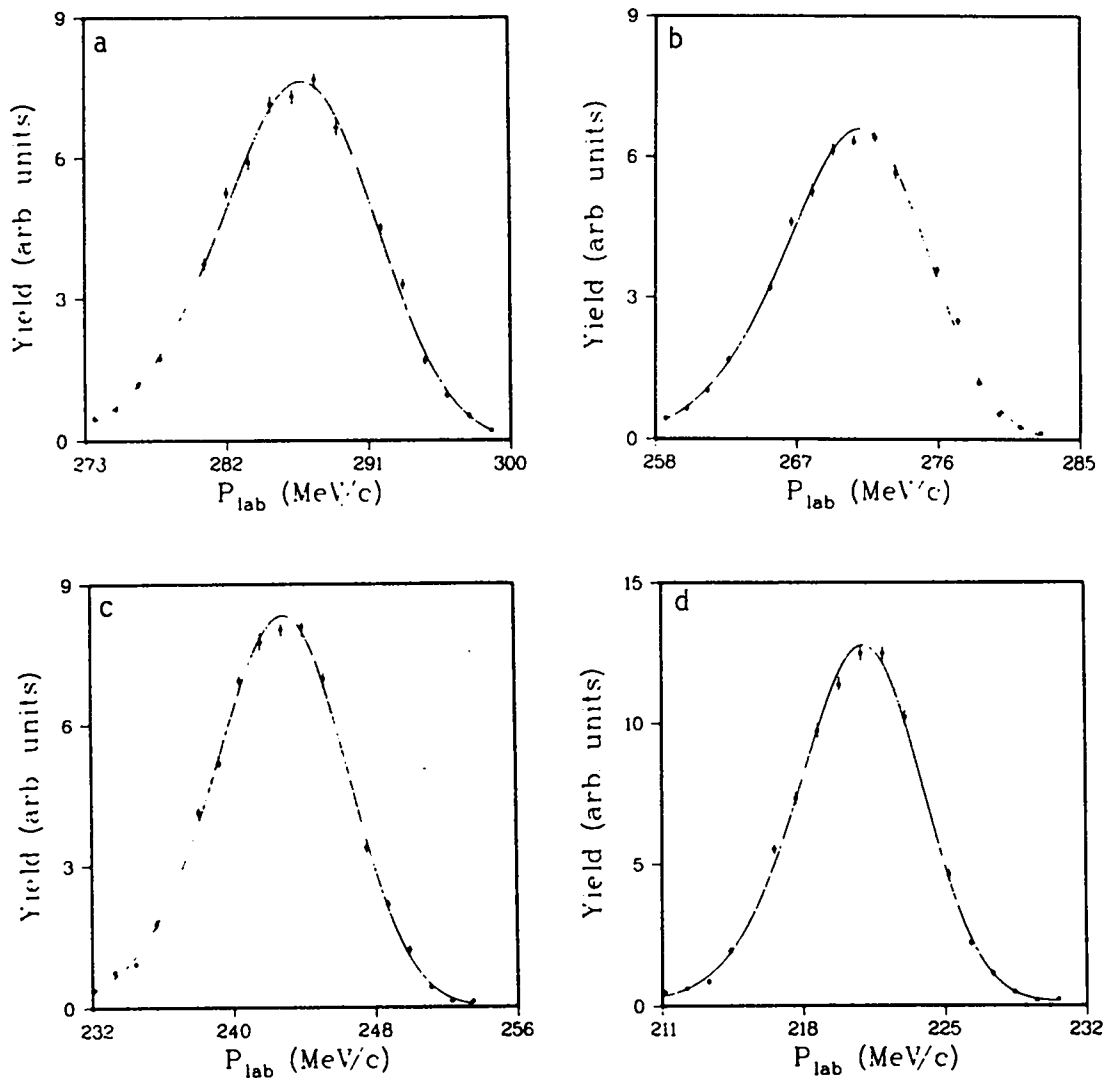 a
9
6
3
0
Yield (arb units)
273 282 291 300
P_lab (MeV/c)
b
9
6
3
0
Yield (arb units)
258 267 276 285
P_lab (MeV/c)
c
9
6
3
0
Yield (arb units)
232 240 248 256
P_lab (MeV/c)
d
15
10
5
0
Yield (arb units)
211 218 225 232
P_lab (MeV/c)